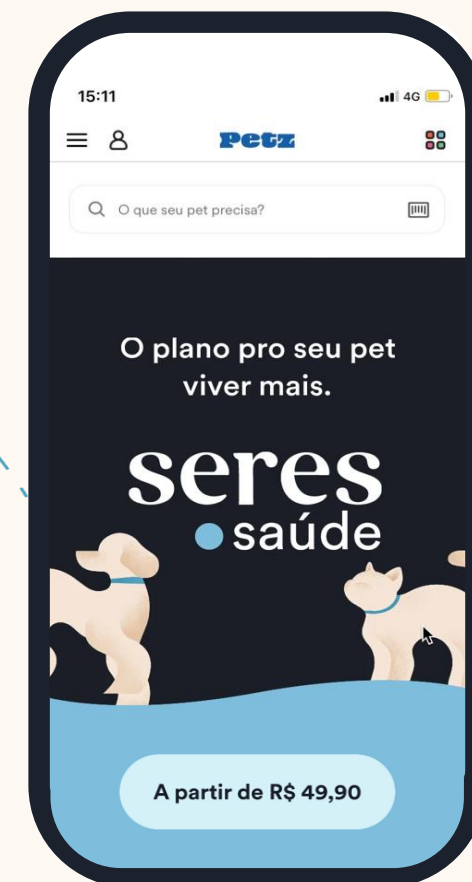 15:11
4G
Petz
O que seu pet precisa?
O plano pro seu pet
viver mais.
seres
saúde
A partir de R$ 49,90